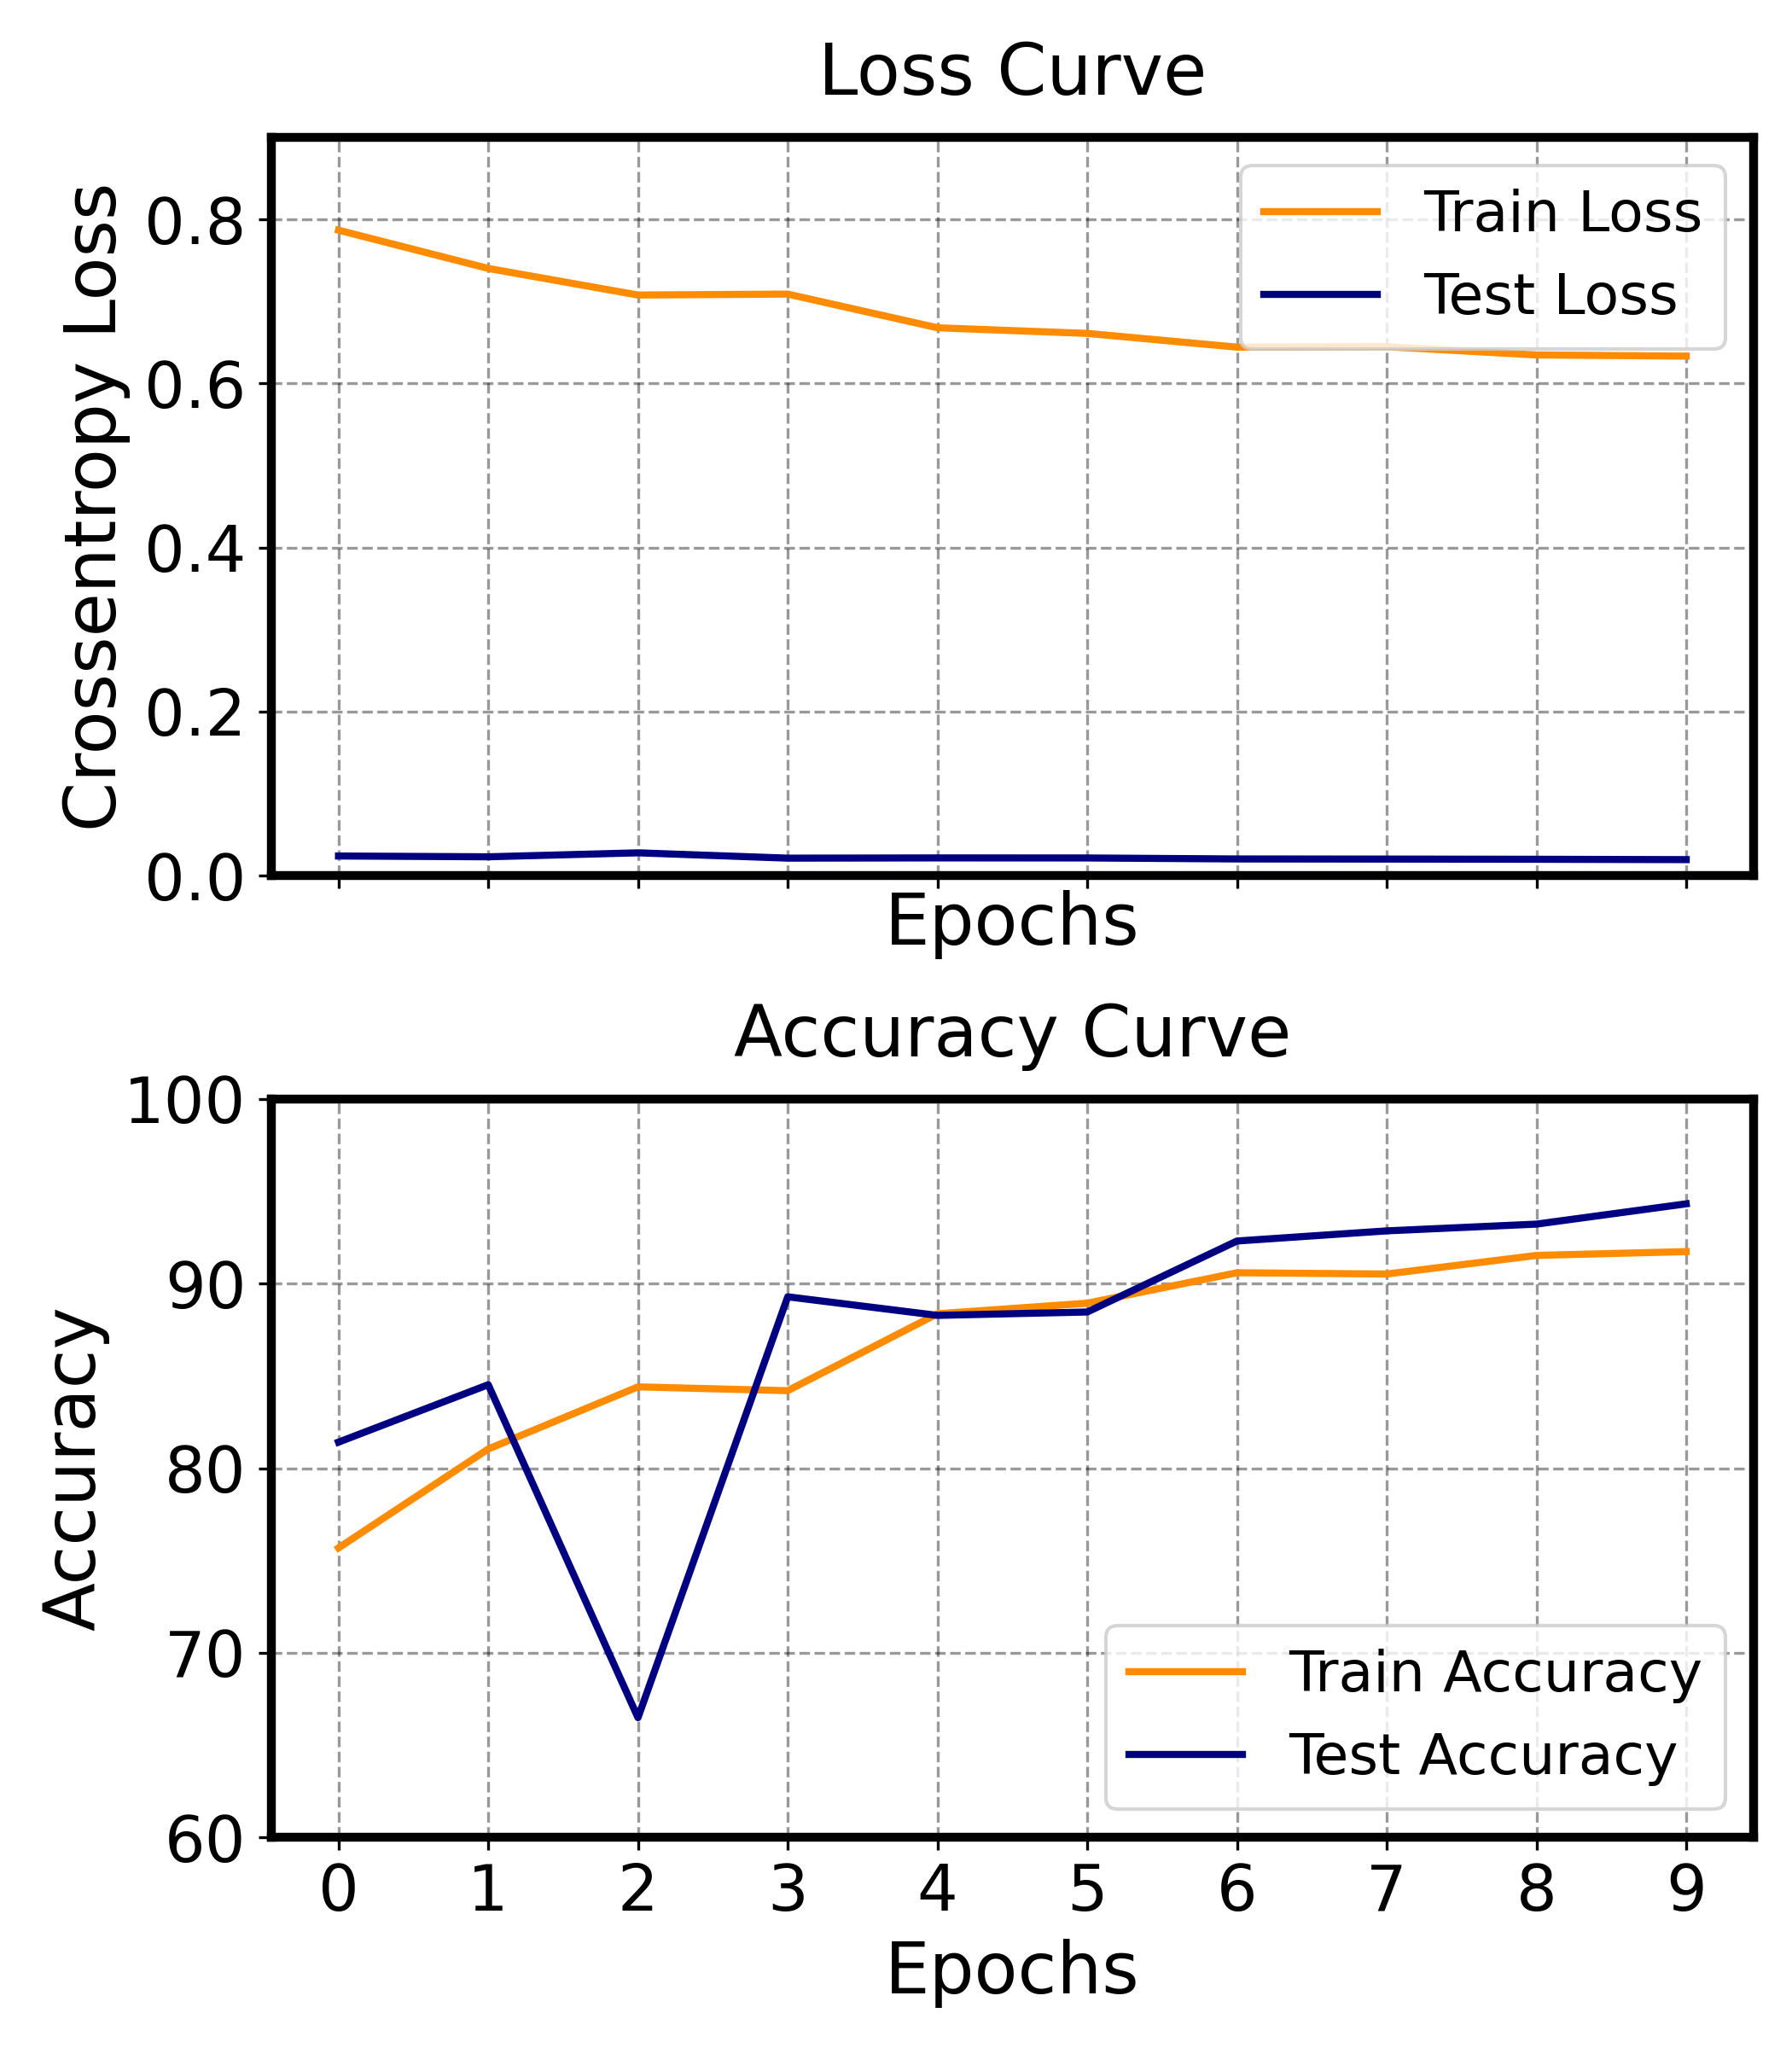 Loss Curve
Crossentropy Loss
0.8
0.6
0.4
0.2
0.0
Train Loss
Test Loss
Epochs
Accuracy Curve
Accuracy
100
90
80
70
60
Train Accuracy
Test Accuracy
0 1 2 3 4 5 6 7 8 9
Epochs